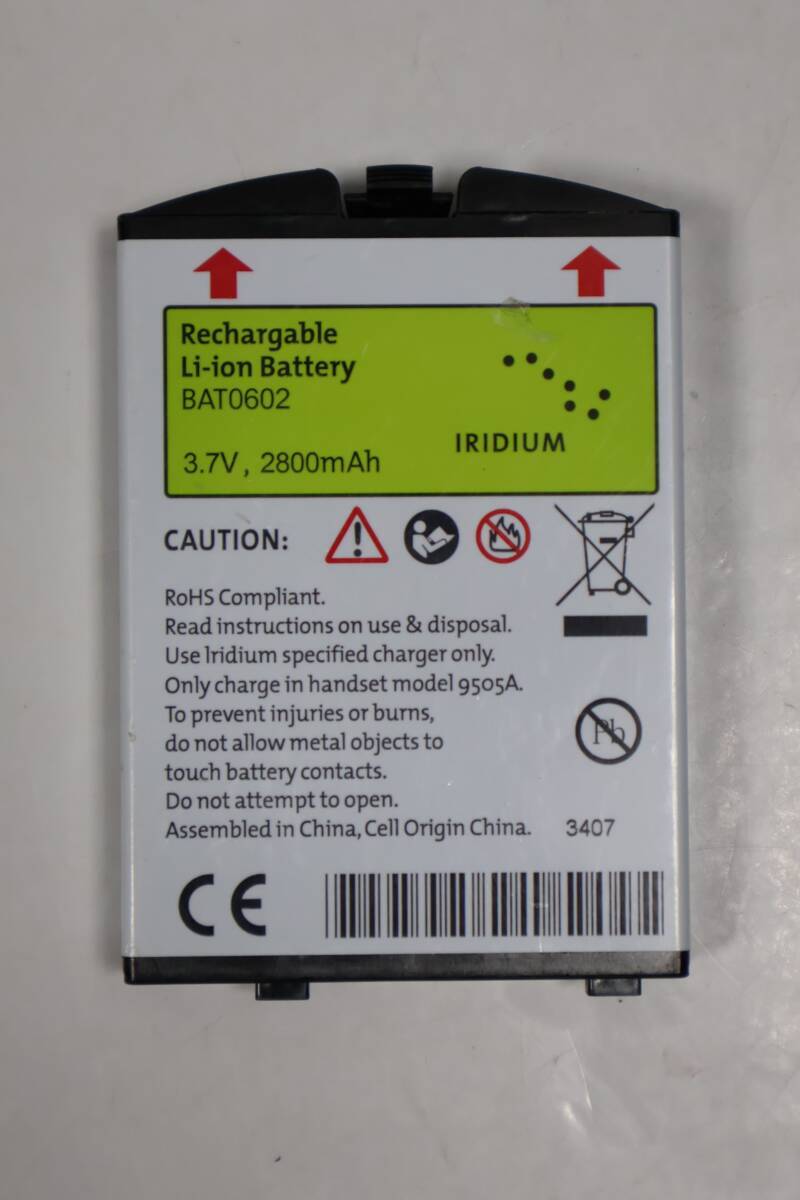 Rechargable
Li-ion Battery
BAT0602
3.7V, 2800mAh
IRIDIUM
CAUTION:
RoHS Compliant.
Read instructions on use & disposal.
Use Iridium specified charger only.
Only charge in handset model 9505A.
To prevent injuries or burns,
do not allow metal objects to
touch battery contacts.
Do not attempt to open.
Assembled in China, Cell Origin China. 3407
Pb
CE